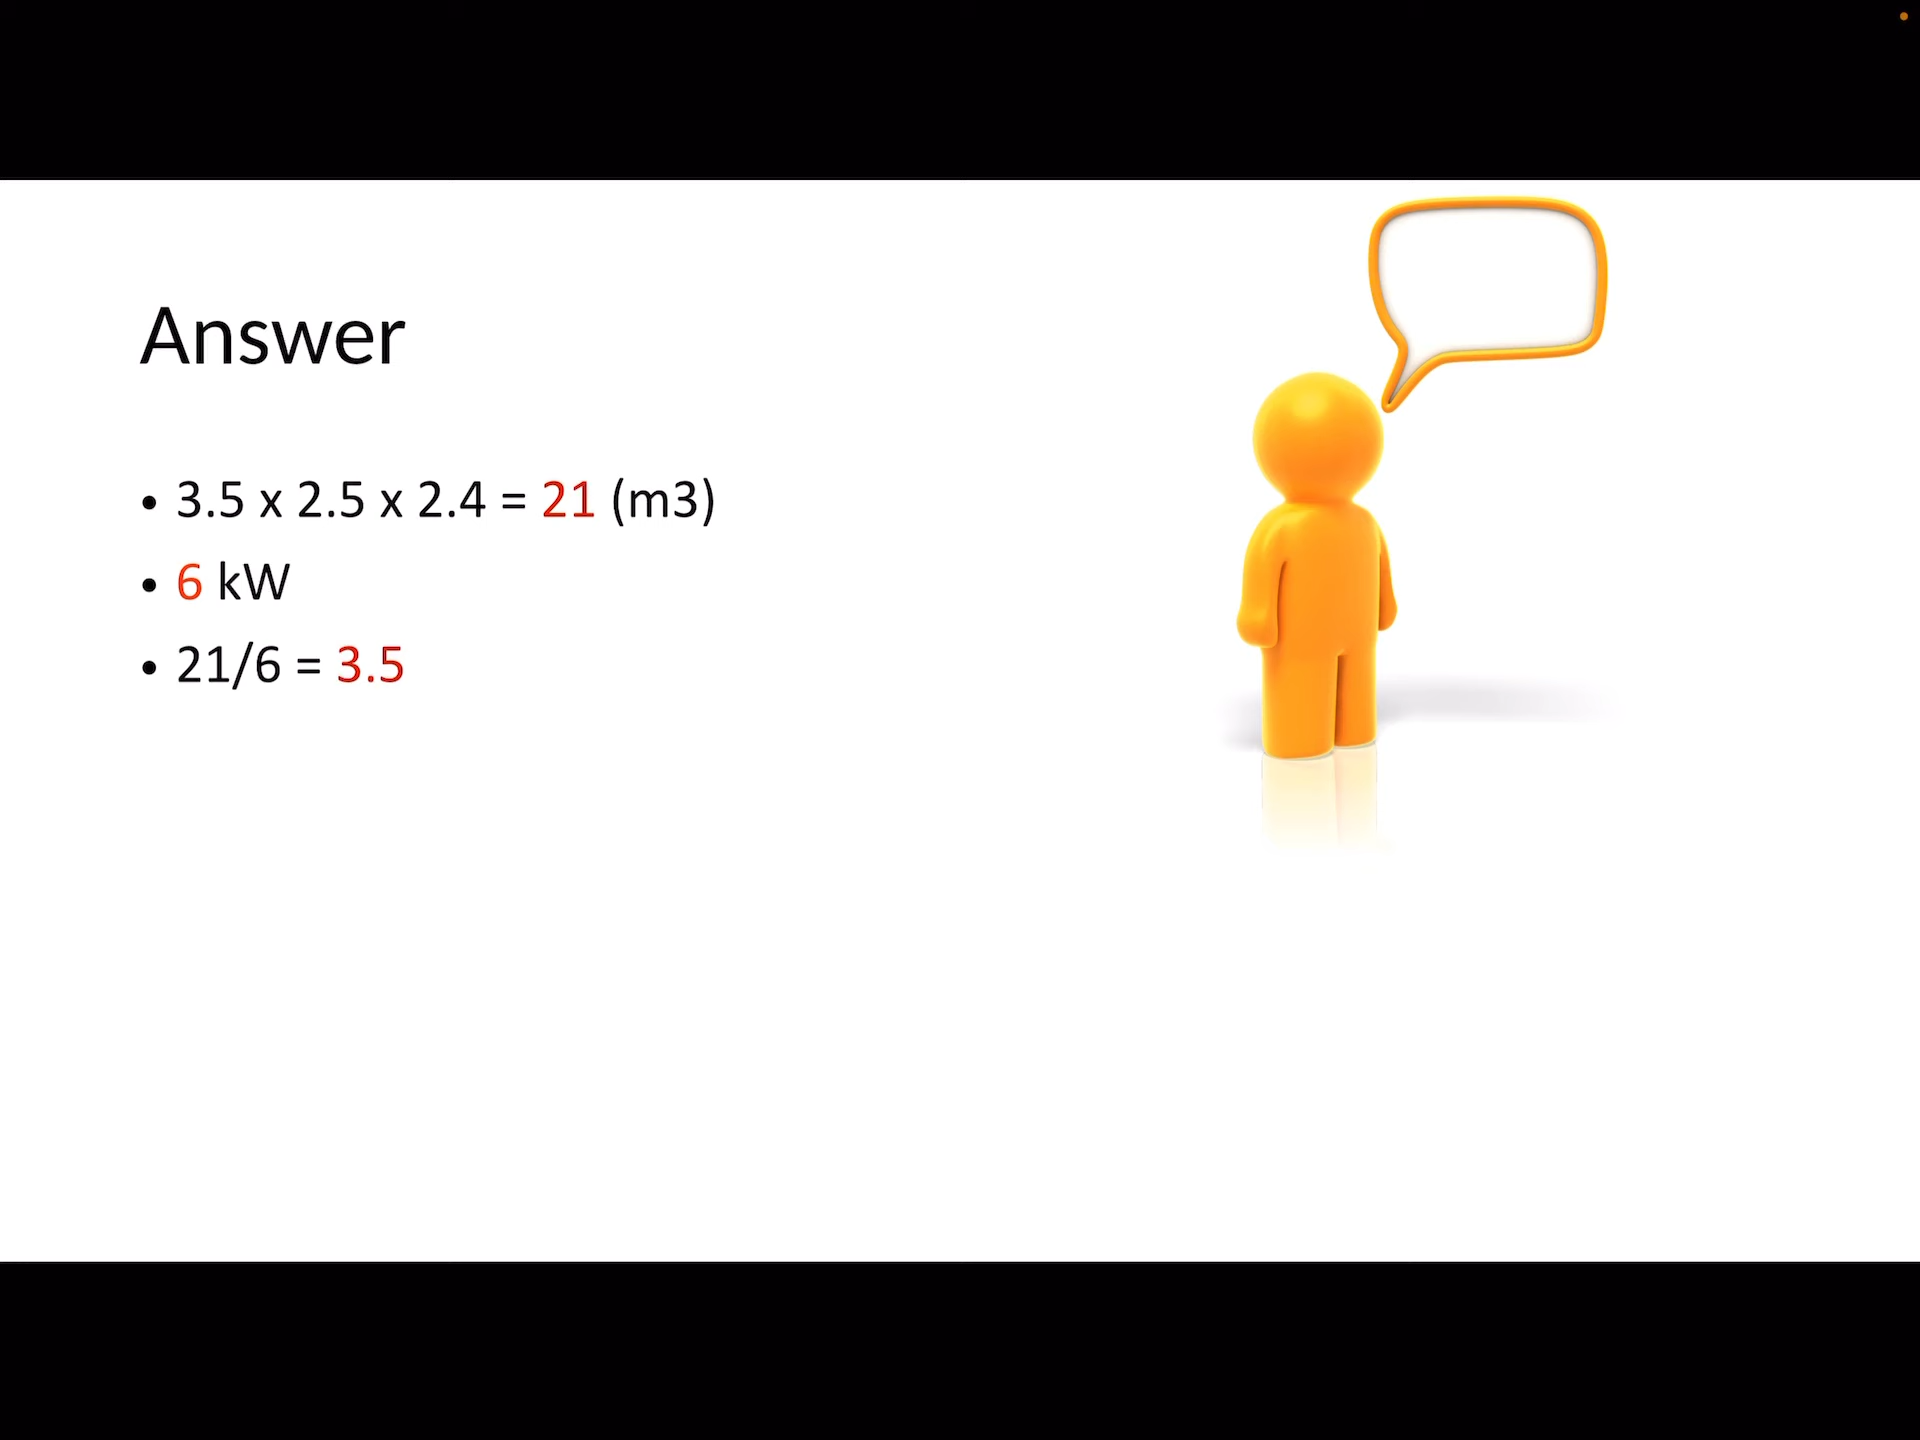 Answer
• 3.5 x 2.5 x 2.4 = 21 (m3)
• 6 kW
• 21/6 = 3.5